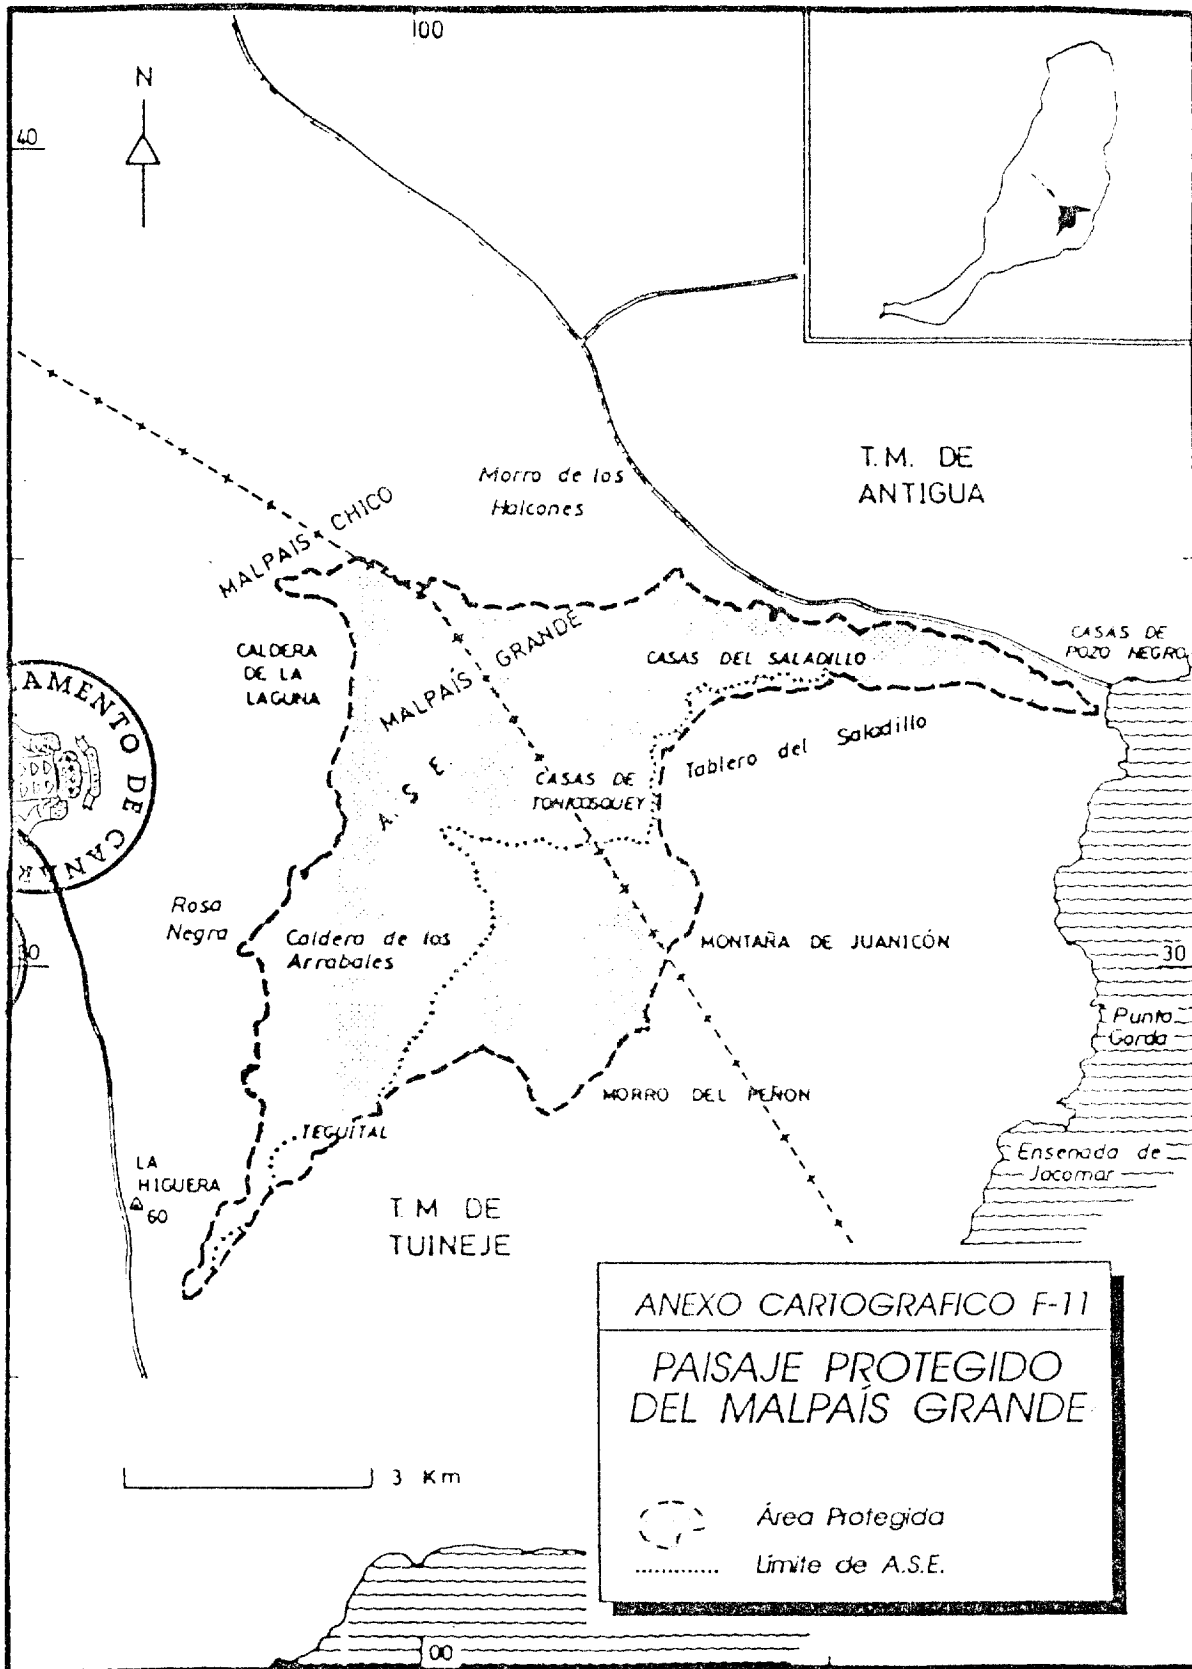 100
N
40
T.M. DE
ANTIGUA
Morro de los
Halcones
MALPAÍS CHICO
CASAS DE
POZO NEGRO
CALDERA
DE LA
LAGUNA
MALPAÍS GRANDE
CASAS DEL SALADILLO
Tablero del Saladillo
A. S. E.
CASAS DE
AMENTO DE CANAR
Rosa
Negra
Caldera de los
Arrabales
MONTAÑA DE JUANICÓN
30
30
Punta
Gorda
MORRO DEL PEÑON
TEGUITAL
Ensenada de
Jacomar
LA
HIGUERA
60
T.M DE
TUINEJE
ANEXO CARTOGRAFICO F-11
PAISAJE PROTEGIDO
DEL MALPAÍS GRANDE
3 Km
Área Protegida
Límite de A.S.E.
00